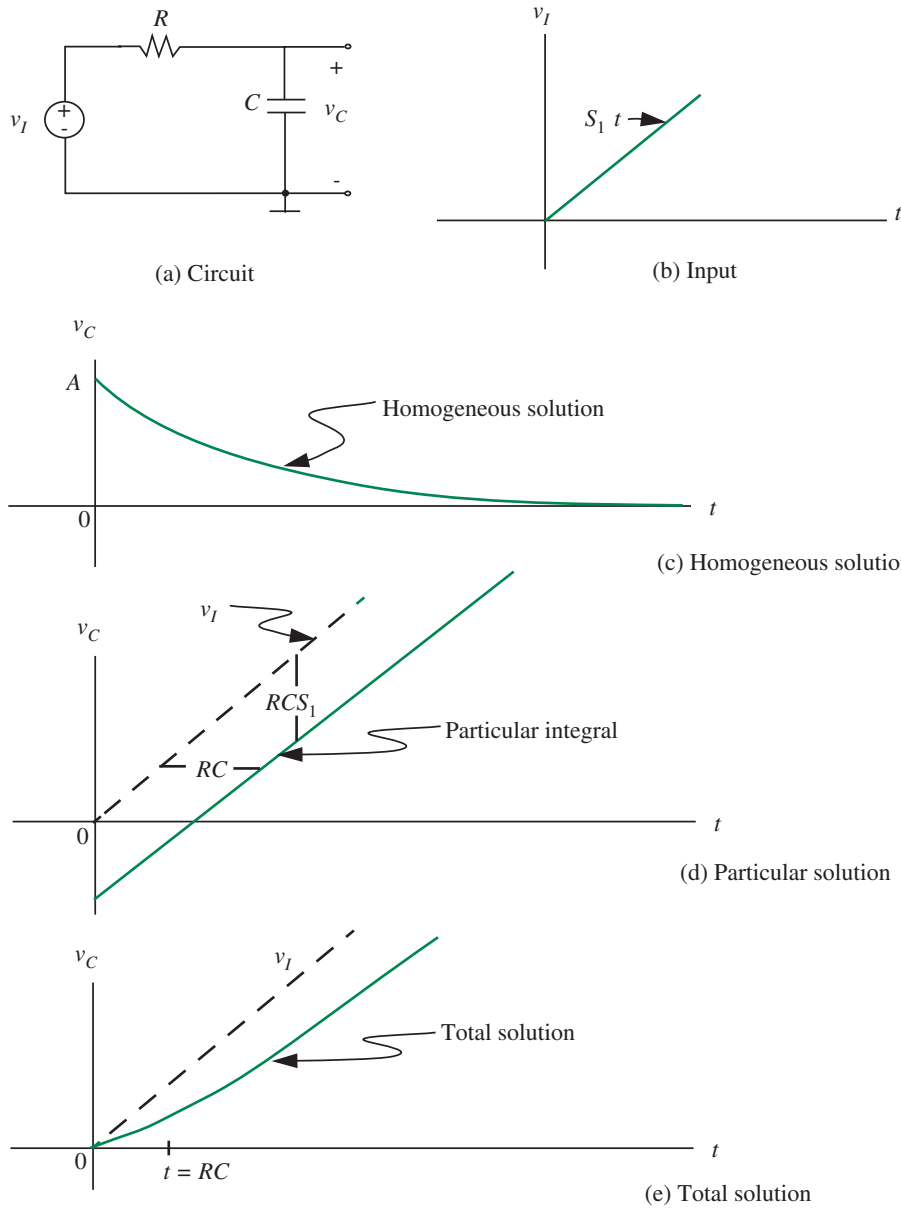 R
v_I
+
-
C
+
v_C
-
(a) Circuit
v_I
S_1 t
t
(b) Input
v_C
A
Homogeneous solution
0
t
(c) Homogeneous solutio
v_I
v_C
RCS_1
Particular integral
RC
0
t
(d) Particular solution
v_C
v_I
Total solution
0
t = RC
t
(e) Total solution